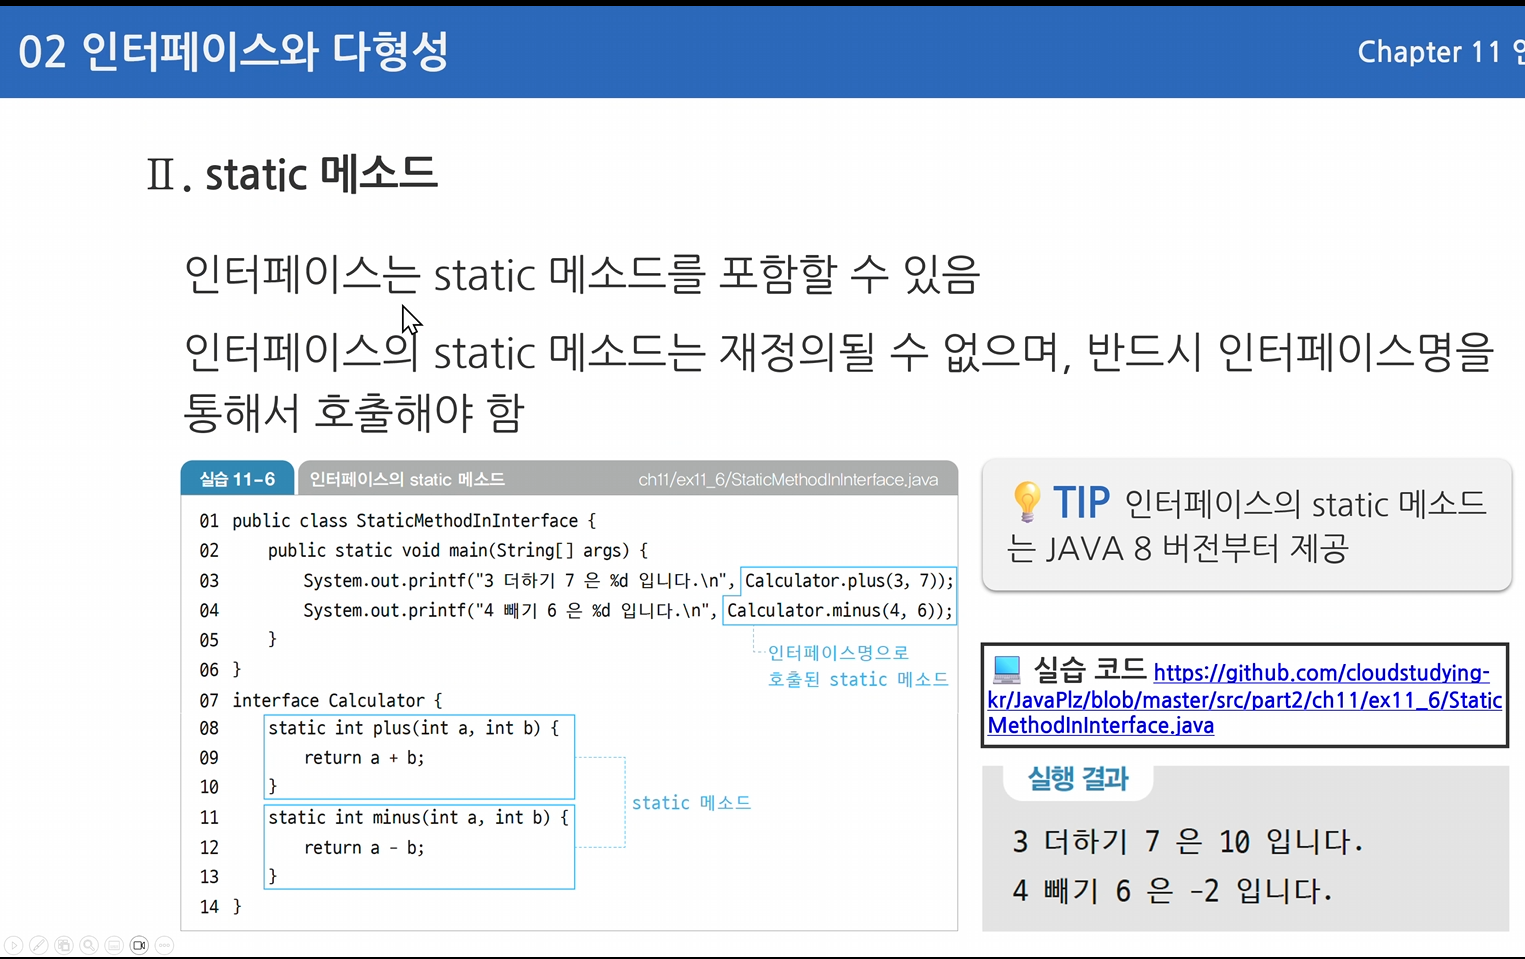 02 인터페이스와 다형성
Chapter 11
Ⅱ. static 메소드
인터페이스는 static 메소드를 포함할 수 있음
인터페이스의 static 메소드는 재정의될 수 없으며, 반드시 인터페이스명을
통해서 호출해야 함
실습 11-6 인터페이스의 static 메소드 ch11/ex11_6/StaticMethodInInterface.java
01 public class StaticMethodInInterface {
02 public static void main(String[] args) {
03 System.out.printf("3 더하기 7 은 %d 입니다.\n", Calculator.plus(3, 7));
04 System.out.printf("4 빼기 6 은 %d 입니다.\n", Calculator.minus(4, 6));
05 }
인터페이스명으로
호출된 static 메소드
06 }
07 interface Calculator {
08 static int plus(int a, int b) {
09 return a + b;
10 }
11 static int minus(int a, int b) {
12 return a - b;
13 }
14 }
static 메소드
TIP 인터페이스의 static 메소드
는 JAVA 8 버전부터 제공
실습 코드 https://github.com/cloudstudying-
kr/JavaPlz/blob/master/src/part2/ch11/ex11_6/Static
MethodInInterface.java
실행 결과
3 더하기 7 은 10 입니다.
4 빼기 6 은 -2 입니다.